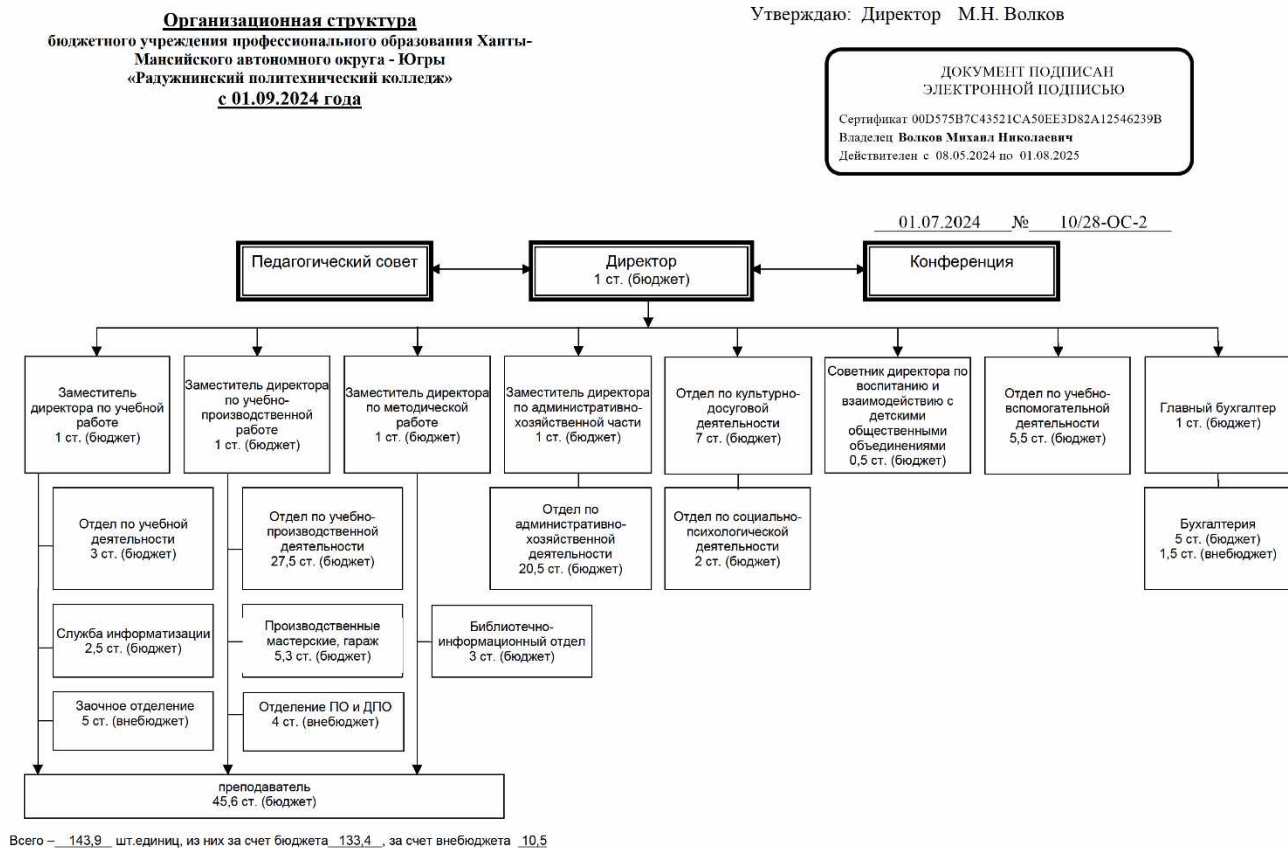 Организационная структура
бюджетного учреждения профессионального образования Ханты-
Мансийского автономного округа - Югры
«Радужнинский политехнический колледж»
с 01.09.2024 года
Утверждаю: Директор М.Н. Волков
ДОКУМЕНТ ПОДПИСАН
ЭЛЕКТРОННОЙ ПОДПИСЬЮ
Сертификат 00D575B7C43521CA50EE3D82A12546239B
Владелец Волков Михаил Николаевич
Действителен с 08.05.2024 по 01.08.2025
01.07.2024 № 10/28-ОС-2
Педагогический совет
Директор
1 ст. (бюджет)
Конференция
Заместитель
директора по учебной
работе
1 ст. (бюджет)
Заместитель директора
по учебно-
производственной
работе
1 ст. (бюджет)
Заместитель директора
по методической
работе
1 ст. (бюджет)
Заместитель директора
по административно-
хозяйственной части
1 ст. (бюджет)
Отдел по культурно-
досуговой
деятельности
7 ст. (бюджет)
Советник директора по
воспитанию и
взаимодействию с
детскими
общественными
объединениями
0,5 ст. (бюджет)
Отдел по учебно-
вспомогательной
деятельности
5,5 ст. (бюджет)
Главный бухгалтер
1 ст. (бюджет)
Отдел по учебной
деятельности
3 ст. (бюджет)
Отдел по учебно-
производственной
деятельности
27,5 ст. (бюджет)
Отдел по
административно-
хозяйственной
деятельности
20,5 ст. (бюджет)
Отдел по социально-
психологической
деятельности
2 ст. (бюджет)
Бухгалтерия
5 ст. (бюджет)
1,5 ст. (внебюджет)
Служба информатизации
2,5 ст. (бюджет)
Производственные
мастерские, гараж
5,3 ст. (бюджет)
Библиотечно-
информационный отдел
3 ст. (бюджет)
Заочное отделение
5 ст. (внебюджет)
Отделение ПО и ДПО
4 ст. (внебюджет)
преподаватель
45,6 ст. (бюджет)
Всего – 143,9 шт.единиц, из них за счет бюджета 133,4 , за счет внебюджета 10,5